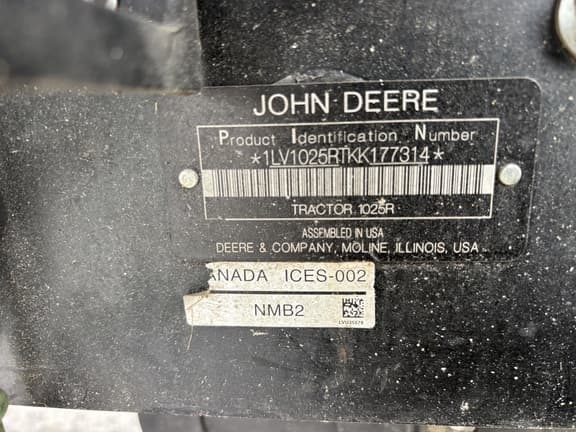 JOHN DEERE
Product Identification Number
*1LV1025RTKK177314*
TRACTOR 1025R
ASSEMBLED IN USA
DEERE & COMPANY, MOLINE, ILLINOIS, USA
ANADA ICES-002
NMB2